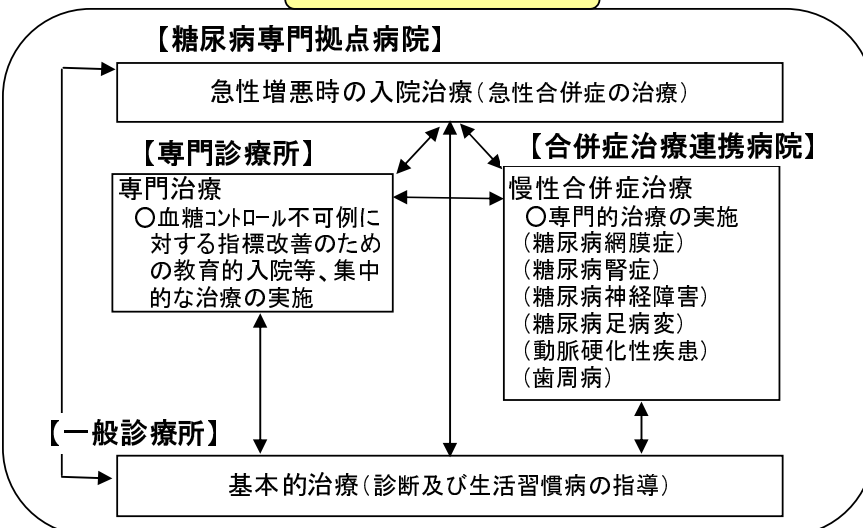 【糖尿病専門拠点病院】
急性増悪時の入院治療(急性合併症の治療)
【専門診療所】
専門治療
○血糖コントロール不可例に
対する指標改善のため
の教育的入院等、集中
的な治療の実施
【合併症治療連携病院】
慢性合併症治療
○専門的治療の実施
(糖尿病網膜症)
(糖尿病腎症)
(糖尿病神経障害)
(糖尿病足病変)
(動脈硬化性疾患)
(歯周病)
【一般診療所】
基本的治療(診断及び生活習慣病の指導)